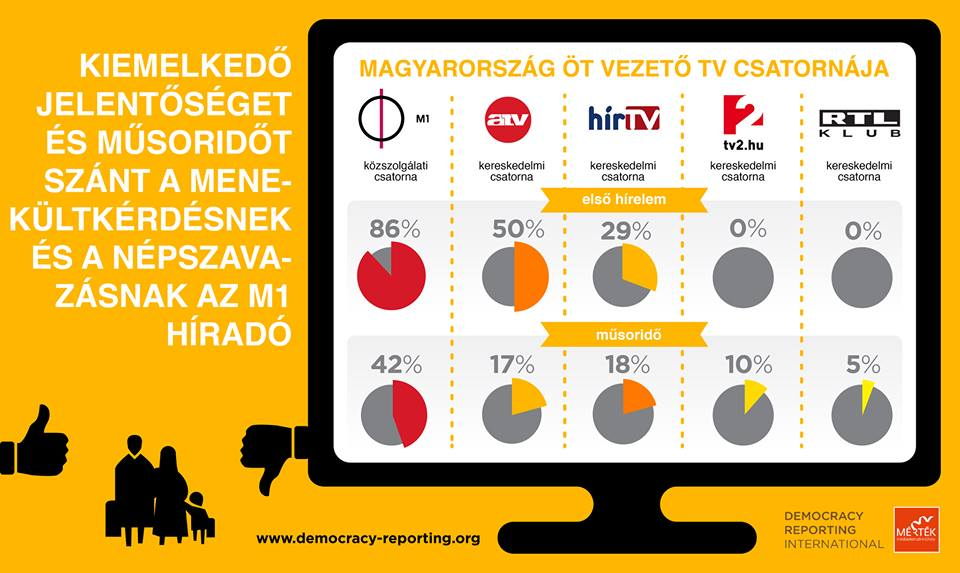 KIEMELKEDŐ
JELENTŐSÉGET
ÉS MŰSORIDŐT
SZÁNT A MENE-
KÜLTKÉRDÉSNEK
ÉS A NÉPSZAVA-
ZÁSNAK AZ M1
HÍRADÓ
MAGYARORSZÁG ÖT VEZETŐ TV CSATORNÁJA
M1
atv
hírTV
2
tv2.hu
RTL
KLUB
közszolgálati
csatorna
kereskedelmi
csatorna
kereskedelmi
csatorna
kereskedelmi
csatorna
kereskedelmi
csatorna
első hírelem
86% 50% 29% 0% 0%
műsoridő
42% 17% 18% 10% 5%
www.democracy-reporting.org
DEMOCRACY
REPORTING
INTERNATIONAL
MÉRTÉK